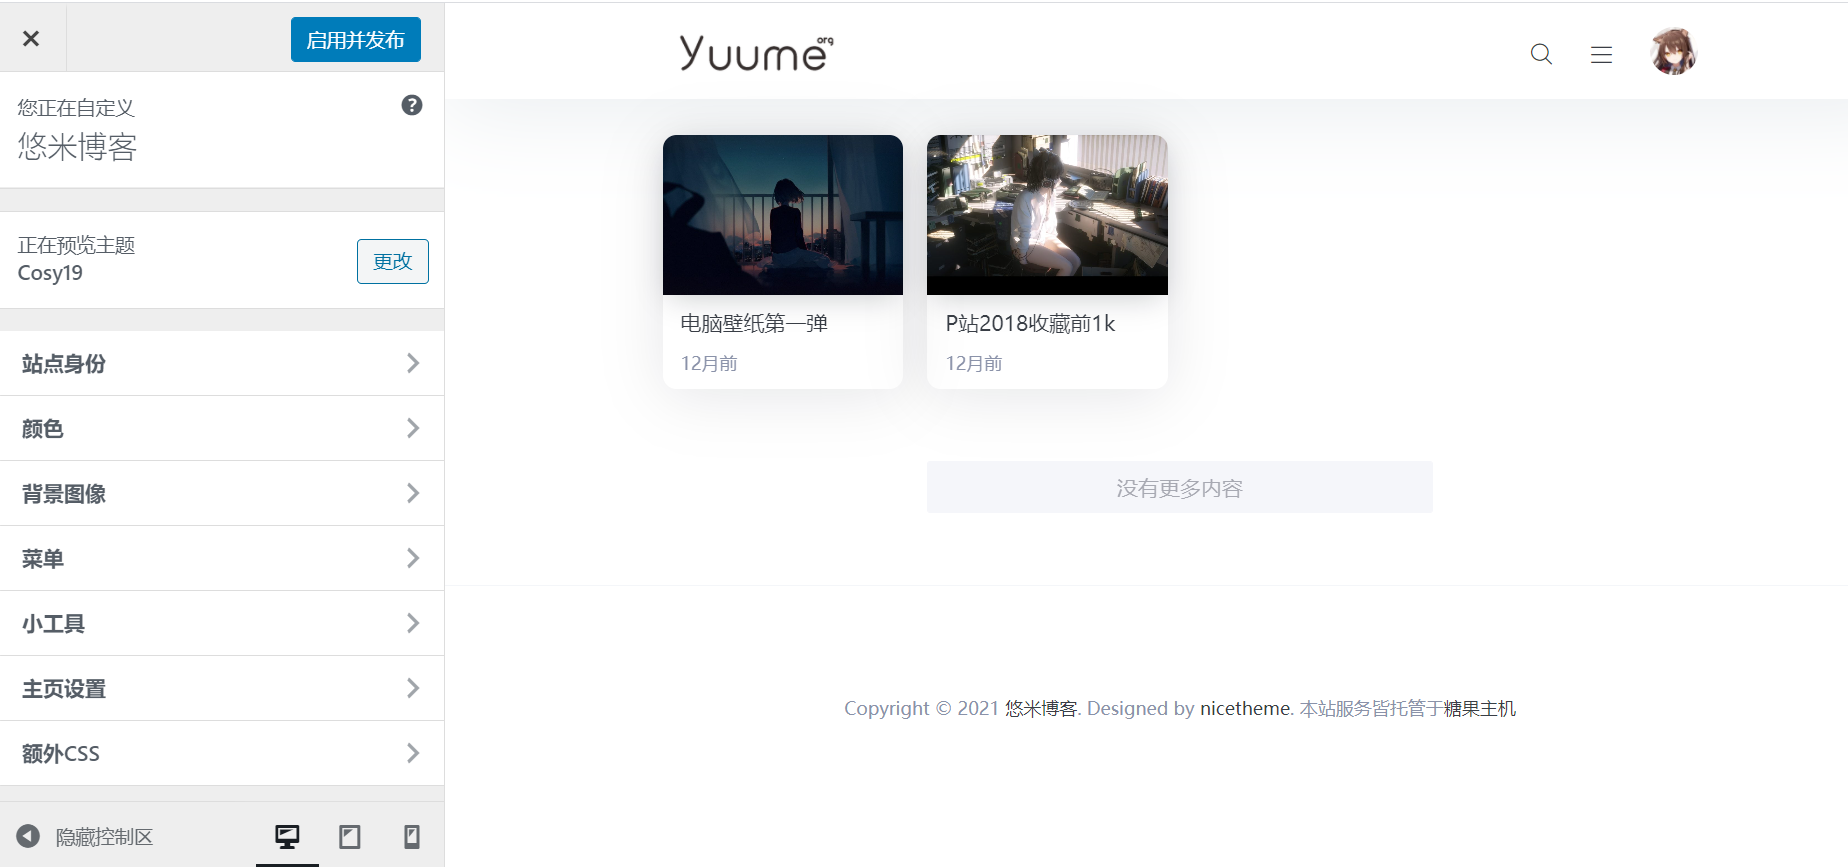 启用并发布
您正在自定义
悠米博客
正在预览主题
Cosy19
更改
站点身份
颜色
背景图像
菜单
小工具
主页设置
额外CSS
隐藏控制区
Yuume org
电脑壁纸第一弹
12月前
P站2018收藏前1k
12月前
没有更多内容
Copyright © 2021 悠米博客. Designed by nicetheme. 本站服务皆托管于糖果主机